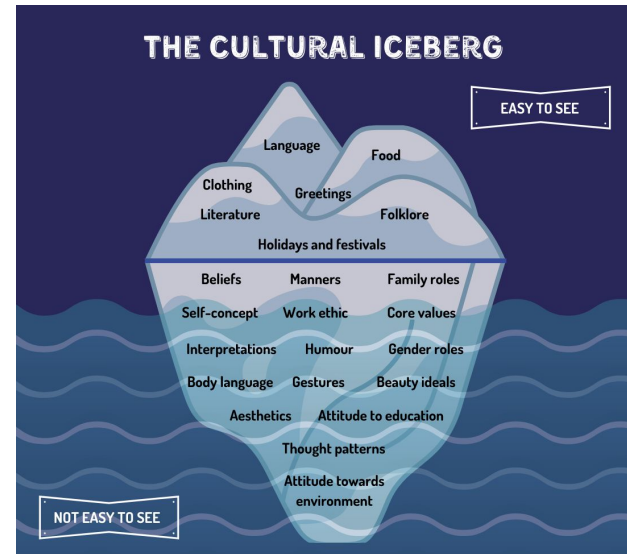 THE CULTURAL ICEBERG
EASY TO SEE
Language
Food
Clothing
Greetings
Literature
Folklore
Holidays and festivals
Beliefs Manners Family roles
Self-concept Work ethic Core values
Interpretations Humour Gender roles
Body language Gestures Beauty ideals
Aesthetics Attitude to education
Thought patterns
Attitude towards
environment
NOT EASY TO SEE